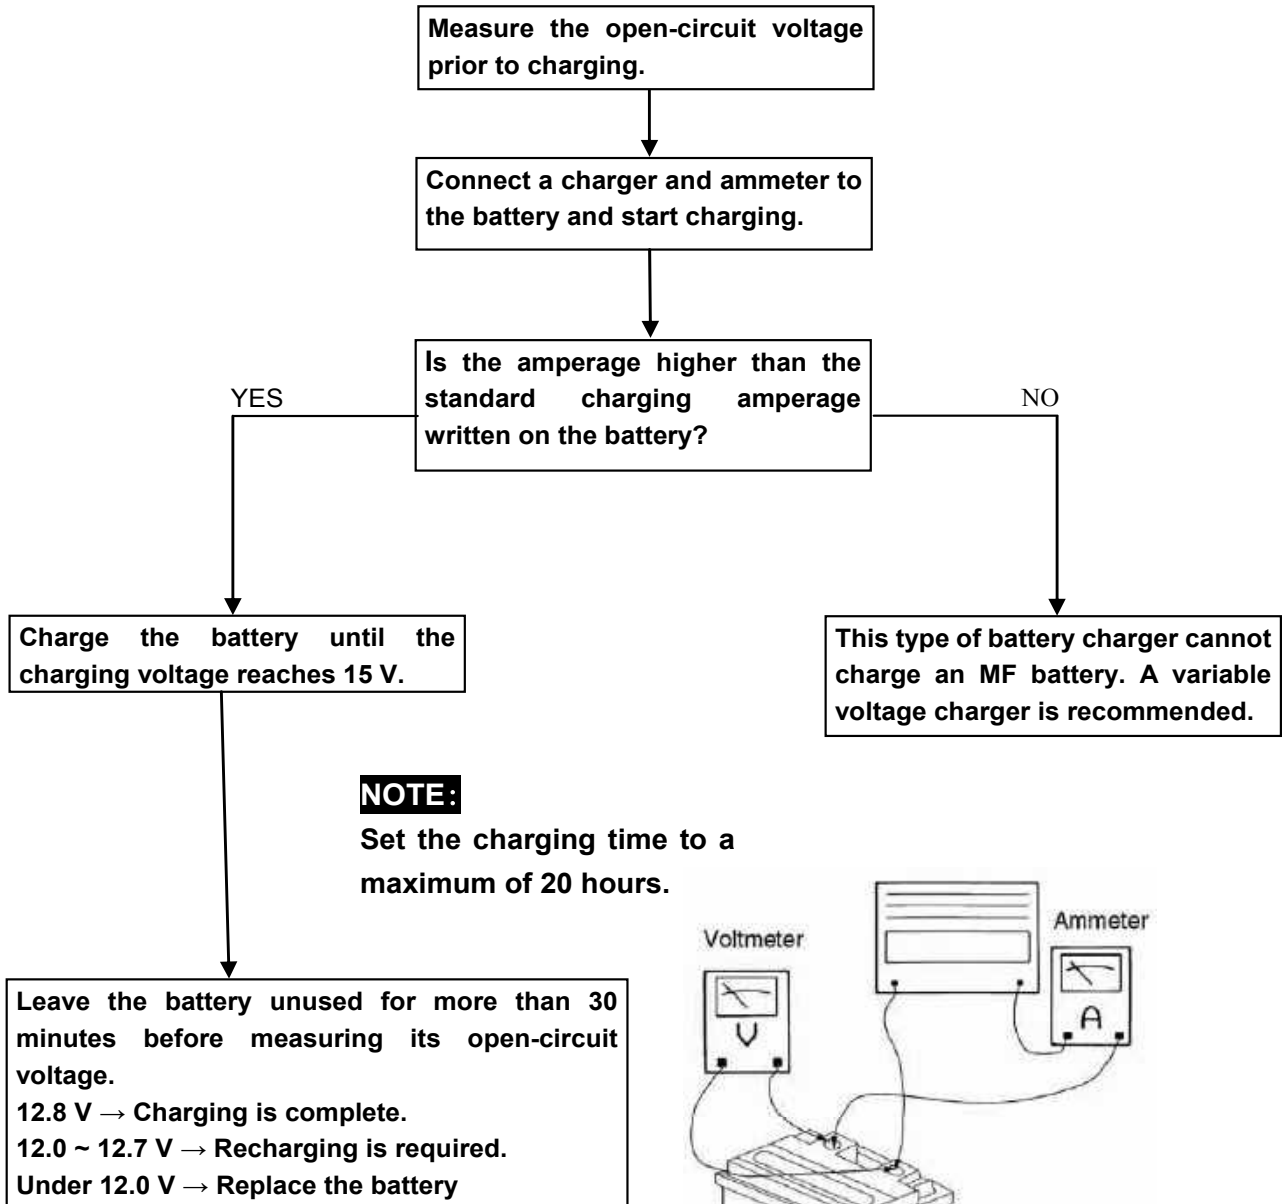 Measure the open-circuit voltage
prior to charging.
Connect a charger and ammeter to
the battery and start charging.
Is the amperage higher than the
standard charging amperage
written on the battery?
YES
NO
Charge the battery until the
charging voltage reaches 15 V.
This type of battery charger cannot
charge an MF battery. A variable
voltage charger is recommended.
NOTE:
Set the charging time to a
maximum of 20 hours.
Voltmeter
Ammeter
V
A
Leave the battery unused for more than 30
minutes before measuring its open-circuit
voltage.
12.8 V → Charging is complete.
12.0 ~ 12.7 V → Recharging is required.
Under 12.0 V → Replace the battery